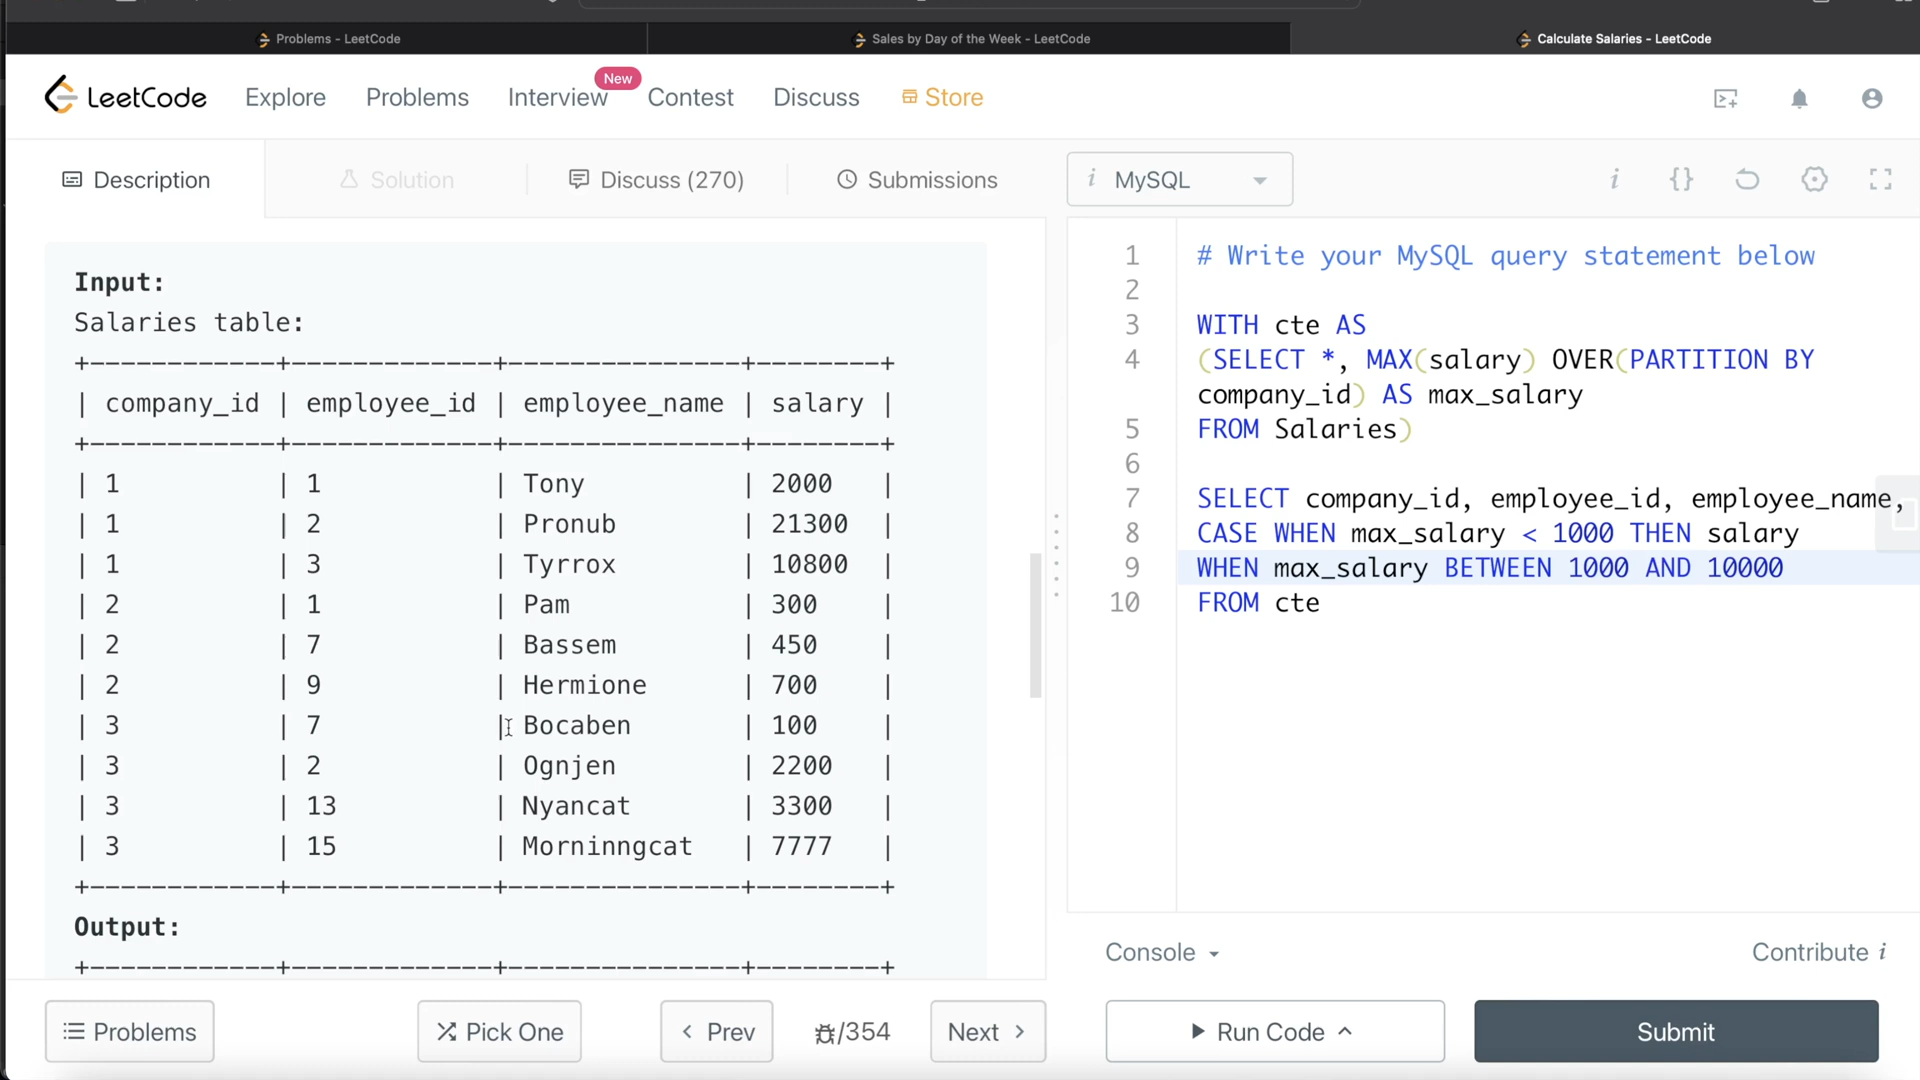 Problems - LeetCode
Sales by Day of the Week - LeetCode
Calculate Salaries - LeetCode
LeetCode Explore Problems Interview New Contest Discuss Store
Description Solution Discuss (270) Submissions
i MySQL i {}
Input:
Salaries table:
+------------+-------------+---------------+--------+
| company_id | employee_id | employee_name | salary |
+------------+-------------+---------------+--------+
| 1 | 1 | Tony | 2000 |
| 1 | 2 | Pronub | 21300 |
| 1 | 3 | Tyrrox | 10800 |
| 2 | 1 | Pam | 300 |
| 2 | 7 | Bassem | 450 |
| 2 | 9 | Hermione | 700 |
| 3 | 7 | Bocaben | 100 |
| 3 | 2 | Ognjen | 2200 |
| 3 | 13 | Nyancat | 3300 |
| 3 | 15 | Morninngcat | 7777 |
+------------+-------------+---------------+--------+
Output:
+------------+-------------+---------------+--------+
1 # Write your MySQL query statement below
2
3 WITH cte AS
4 (SELECT *, MAX(salary) OVER(PARTITION BY
company_id) AS max_salary
5 FROM Salaries)
6
7 SELECT company_id, employee_id, employee_name,
8 CASE WHEN max_salary < 1000 THEN salary
9 WHEN max_salary BETWEEN 1000 AND 10000
10 FROM cte
Console Contribute i
Problems Pick One Prev /354 Next Run Code Submit